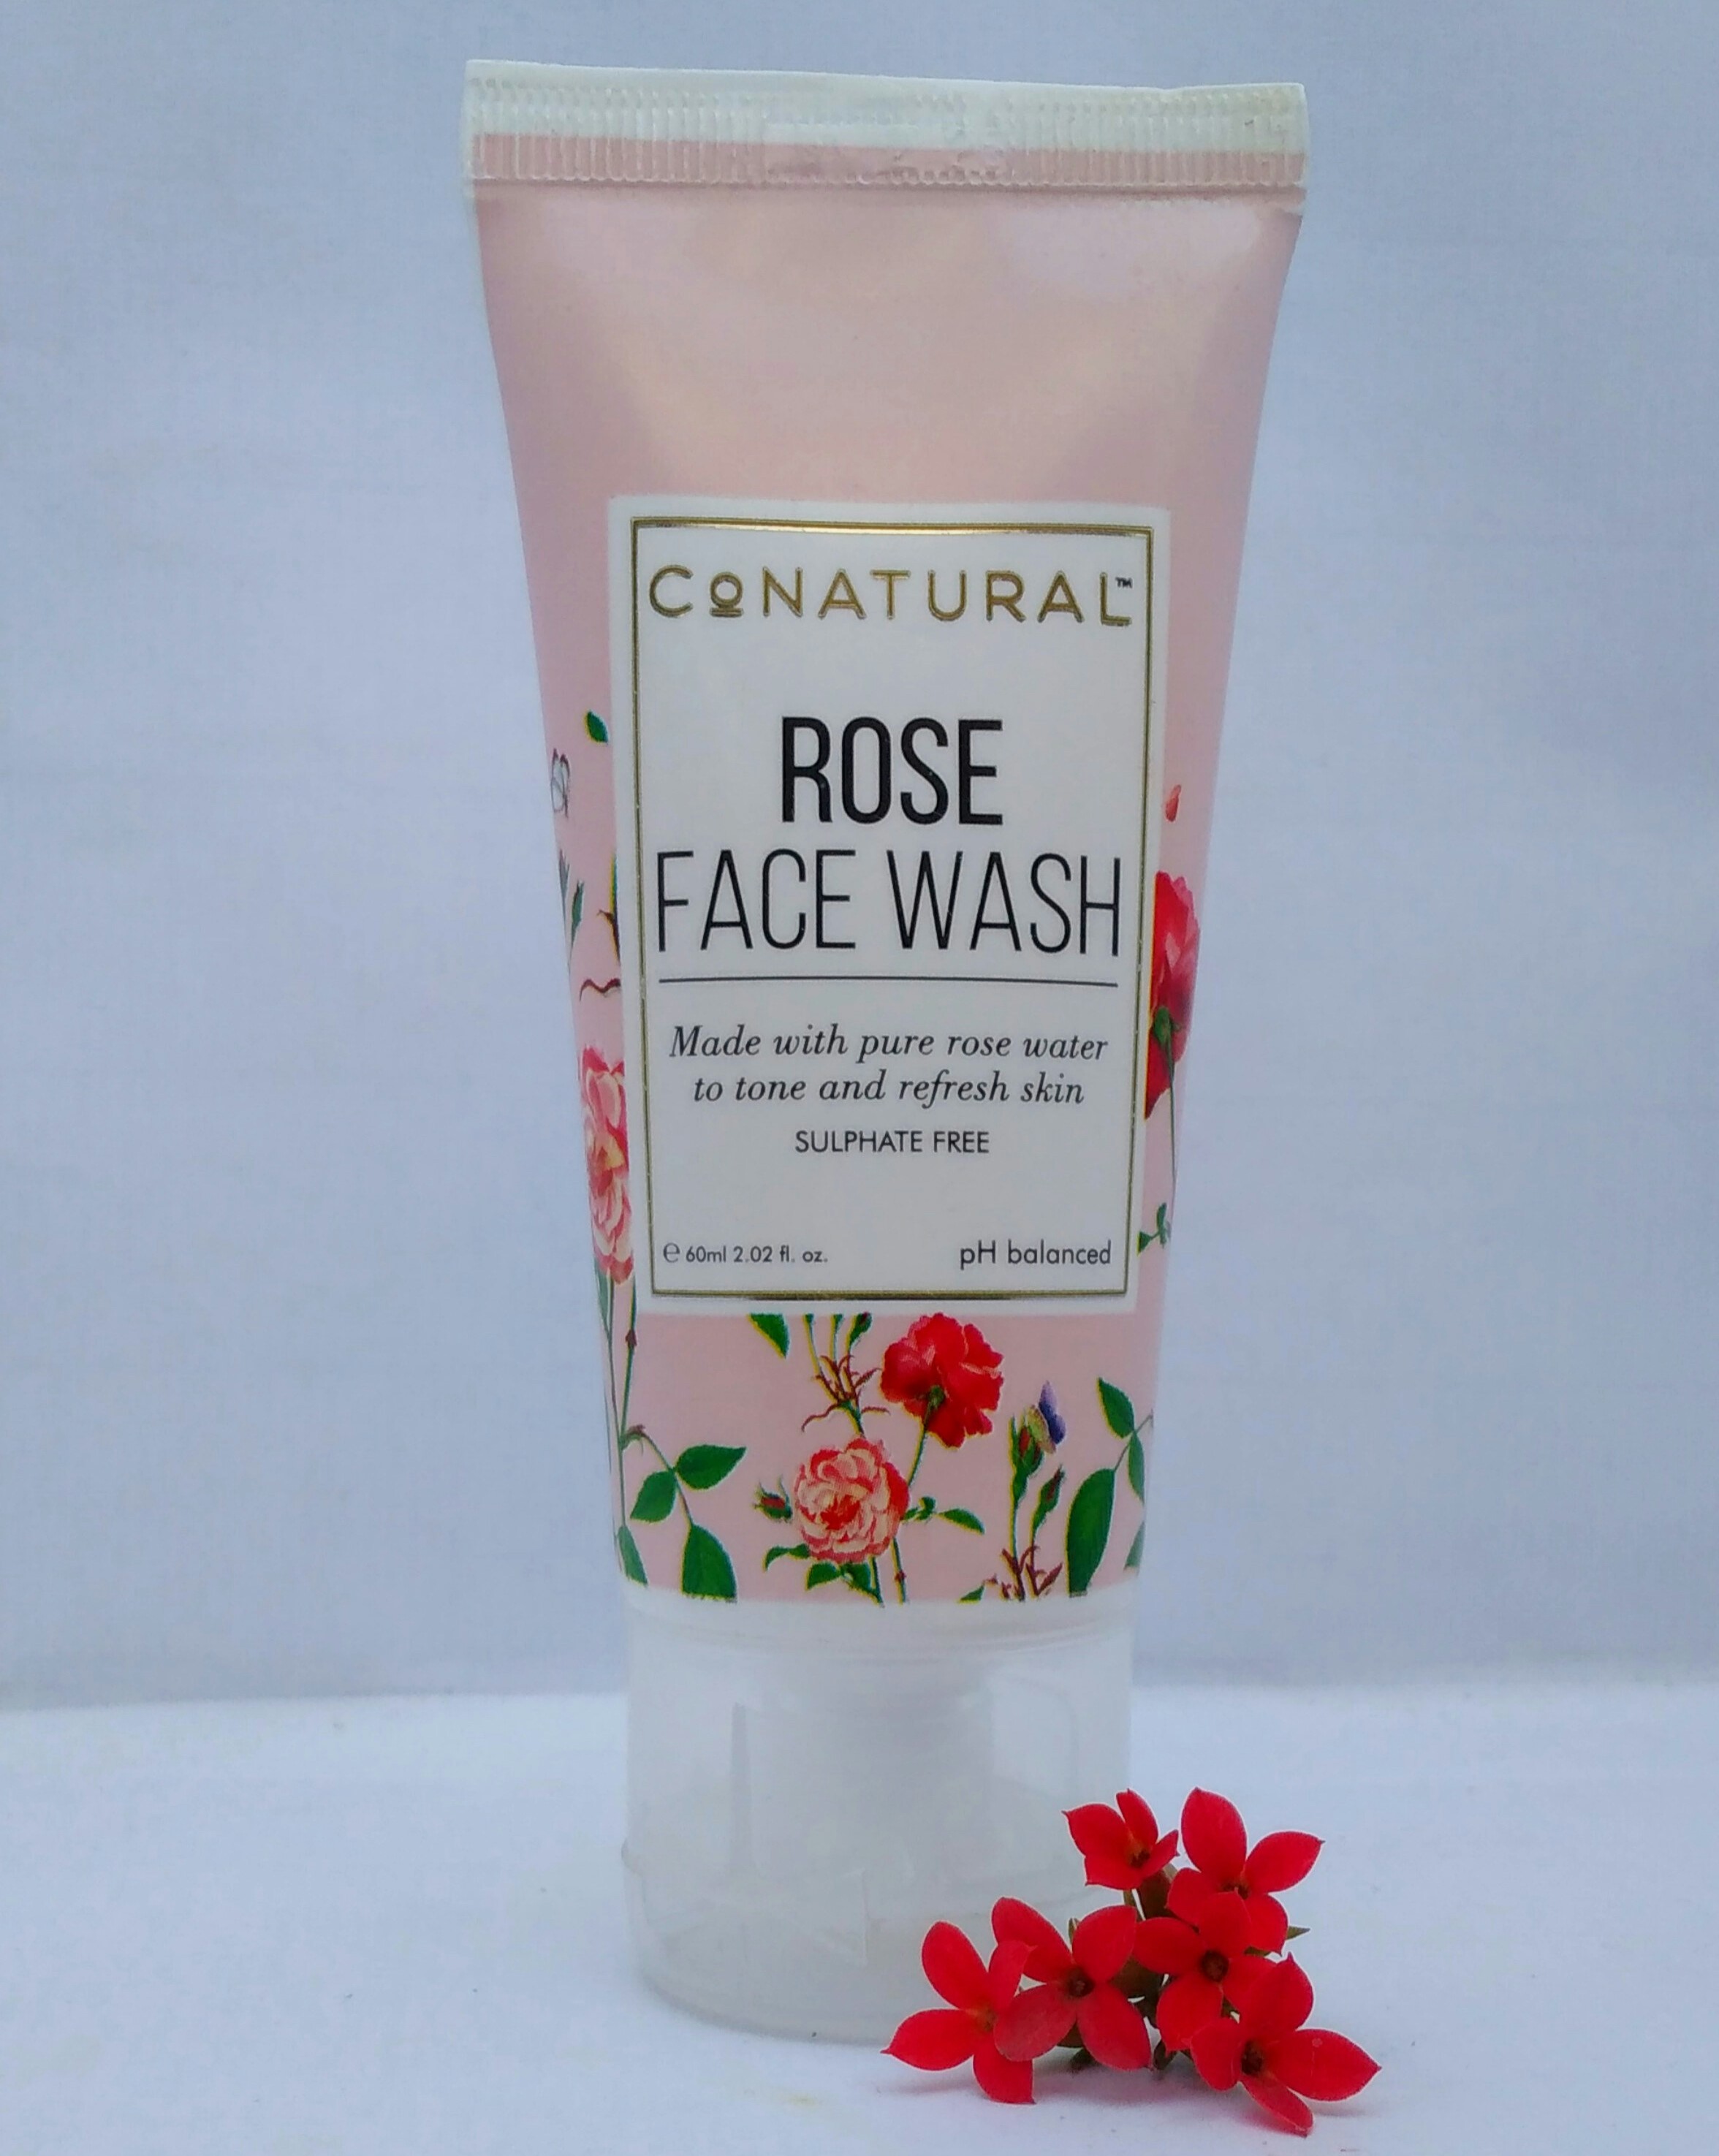 CoNATURAL™
ROSE
FACE WASH
Made with pure rose water
to tone and refresh skin
SULPHATE FREE
℮ 60ml 2.02 fl. oz.
pH balanced